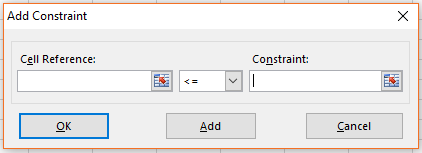 Add Constraint
Cell Reference:
Constraint:
<=
OK
Add
Cancel